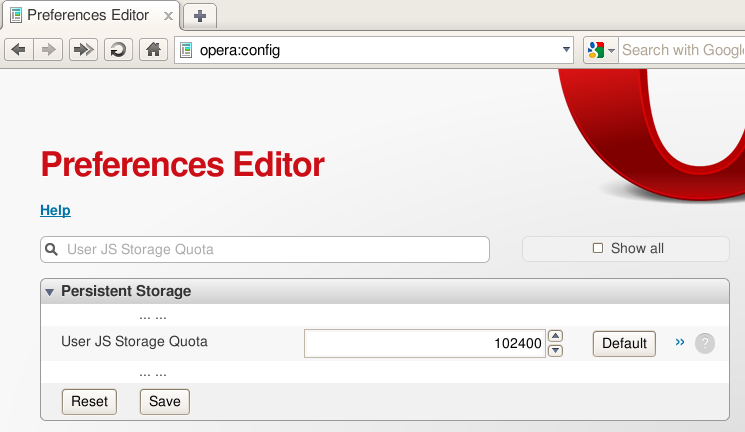 Preferences Editor
opera:config
Search with Google
Preferences Editor
Help
User JS Storage Quota
Show all
Persistent Storage
... ...
User JS Storage Quota 102400 Default » ?
... ...
Reset Save